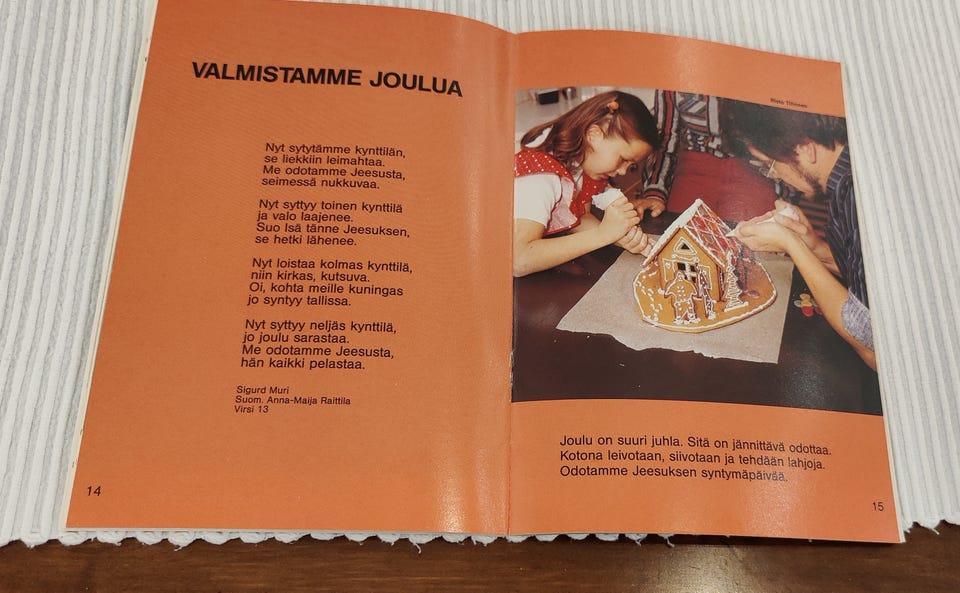 VALMISTAMME JOULUA
Nyt sytytämme kynttilän,
se liekkiin leimahtaa.
Me odotamme Jeesusta,
seimessä nukkuvaa.
Nyt syttyy toinen kynttilä
ja valo laajenee.
Suo Isä tänne Jeesuksen,
se hetki lähenee.
Nyt loistaa kolmas kynttilä,
niin kirkas, kutsuva.
Oi, kohta meille kuningas
jo syntyy tallissa.
Nyt syttyy neljäs kynttilä,
jo joulu sarastaa.
Me odotamme Jeesusta,
hän kaikki pelastaa.
Sigurd Muri
Suom. Anna-Maija Raittila
Virsi 13
14
Risto Tihinen
Joulu on suuri juhla. Sitä on jännittävä odottaa.
Kotona leivotaan, siivotaan ja tehdään lahjoja.
Odotamme Jeesuksen syntymäpäivää.
15